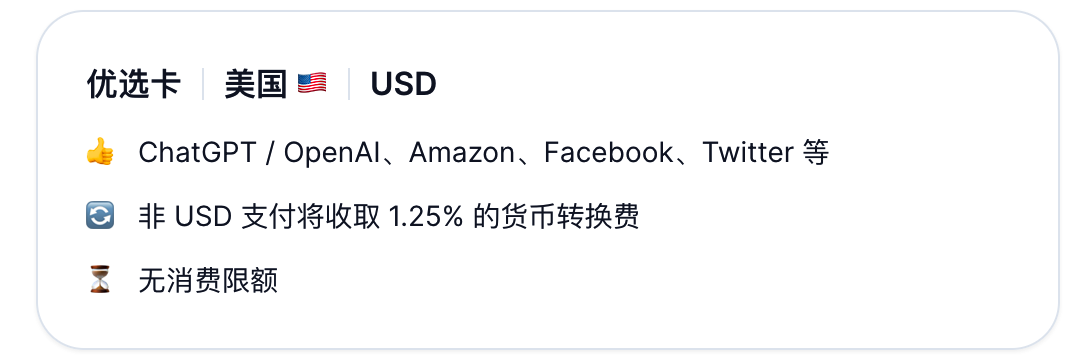 优选卡 | 美国 🇺🇸 | USD
👍 ChatGPT / OpenAI、Amazon、Facebook、Twitter 等
🔄 非 USD 支付将收取 1.25% 的货币转换费
⏳ 无消费限额